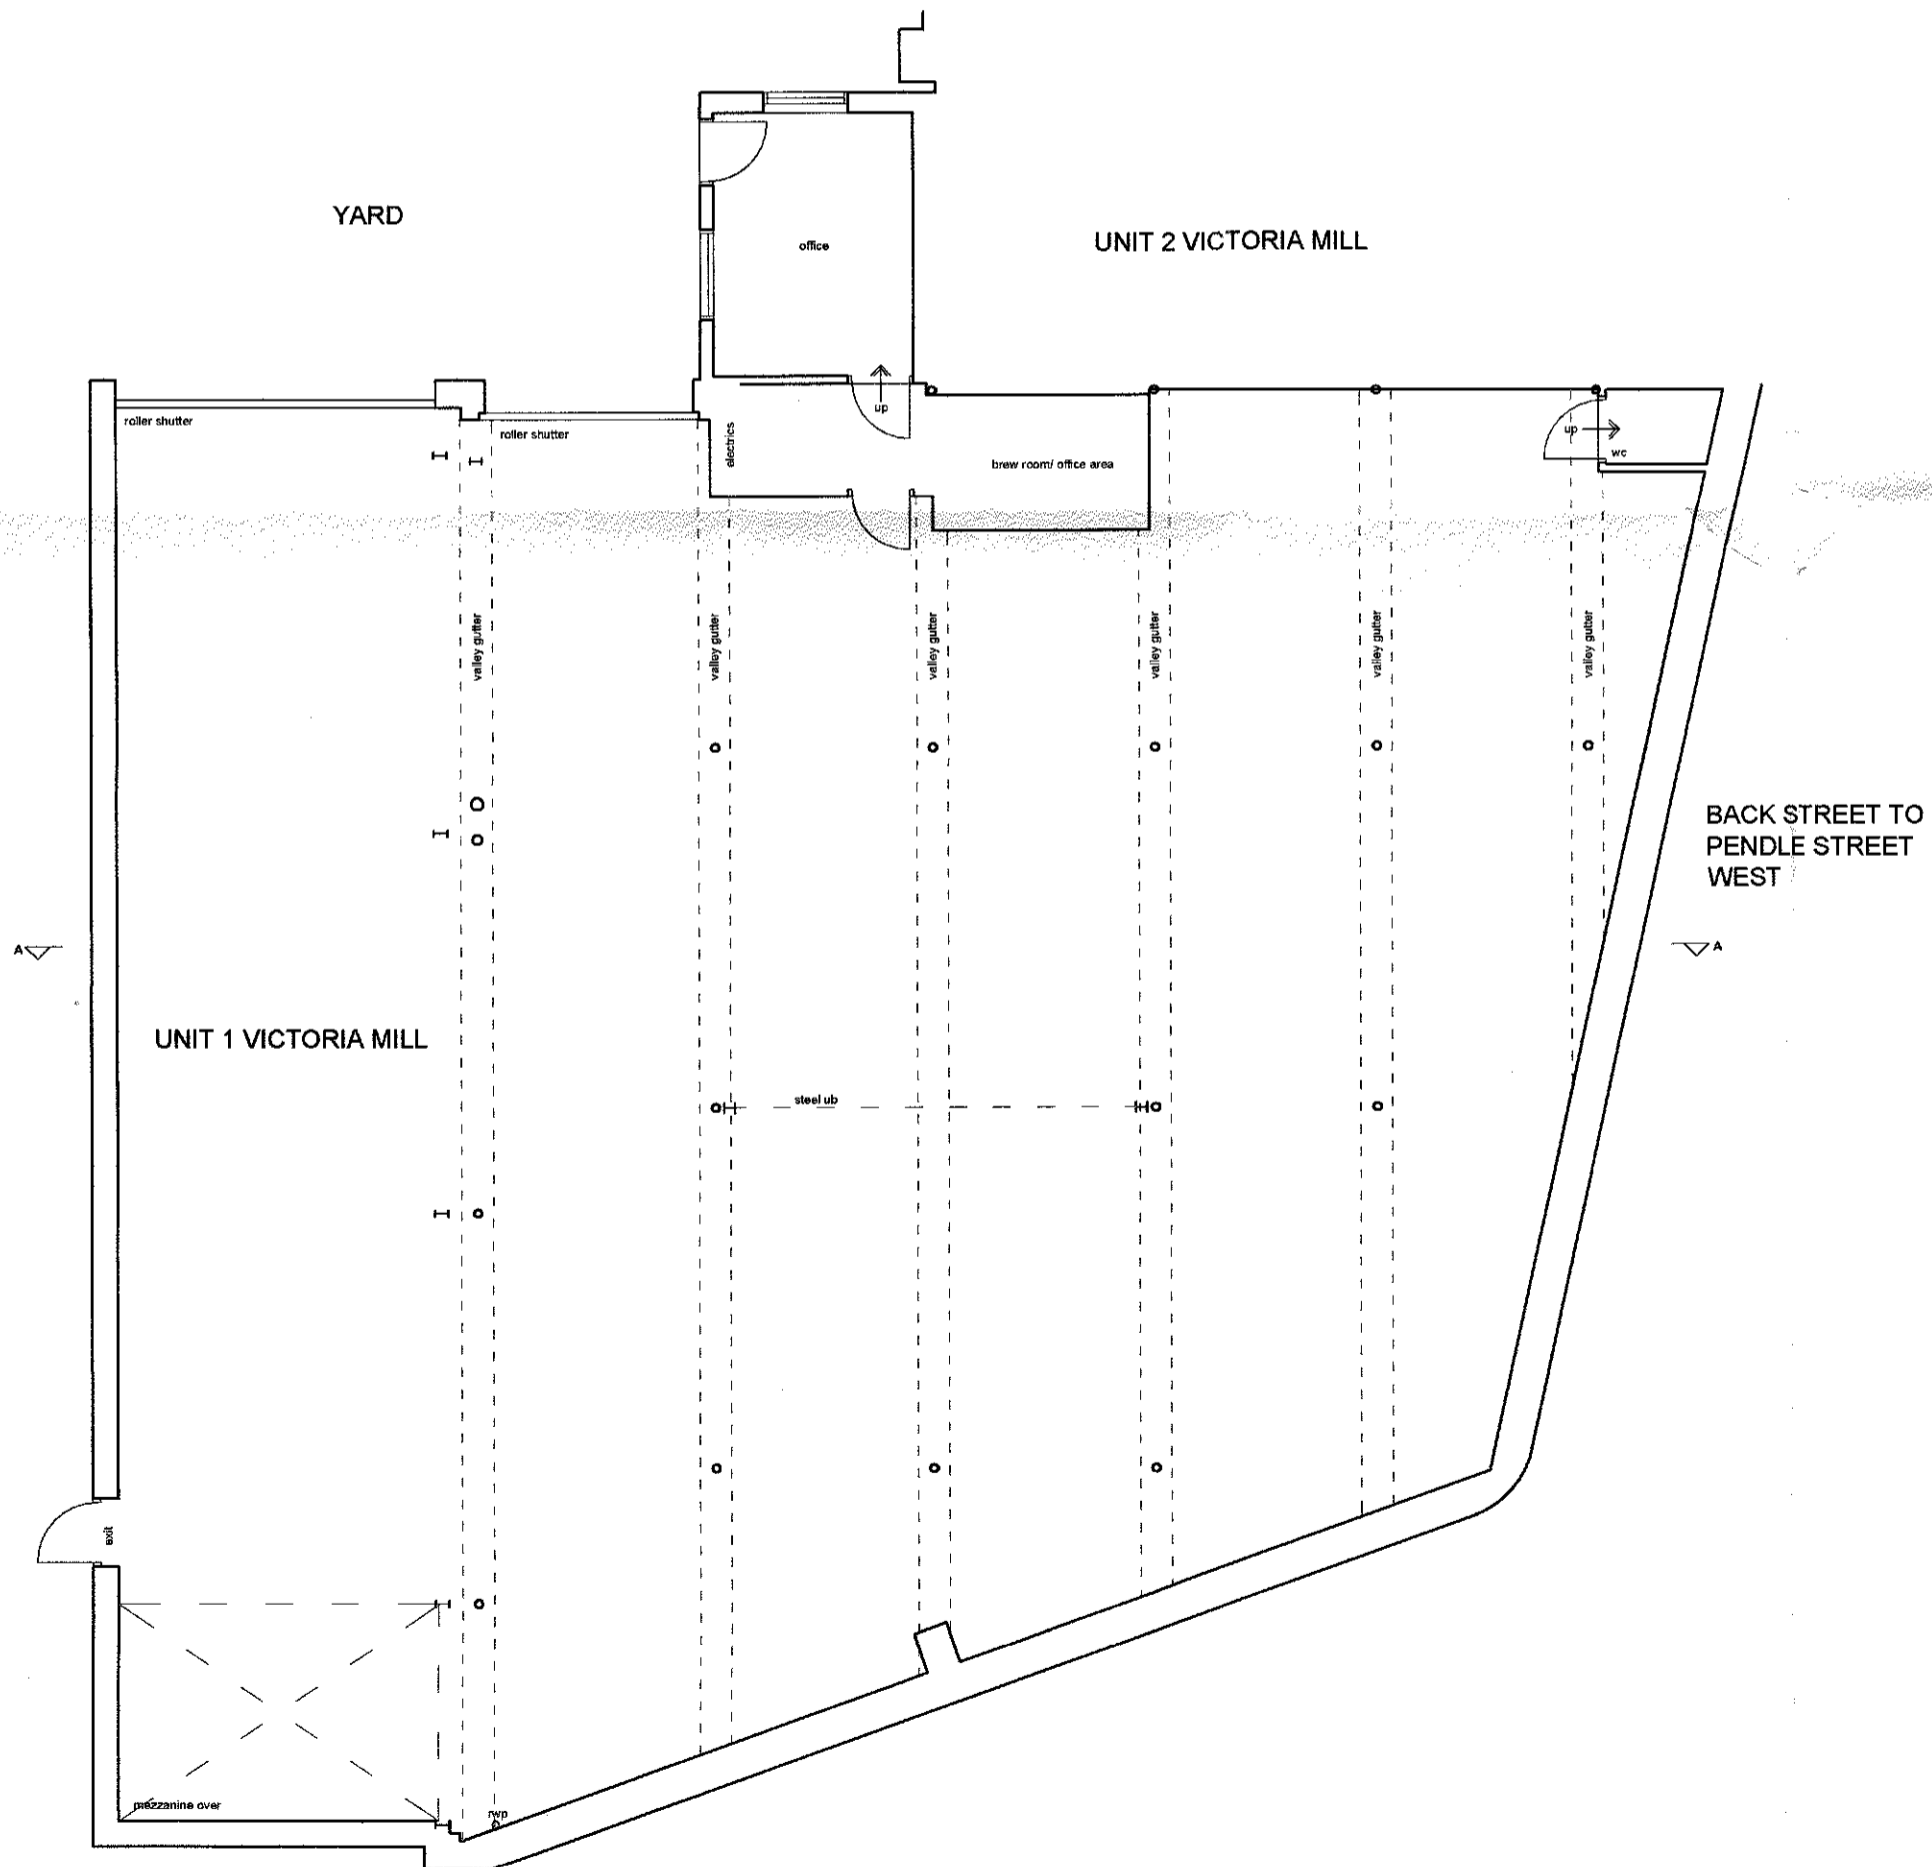 YARD
office
UNIT 2 VICTORIA MILL
up
roller shutter
roller shutter
electrics
brew room/ office area
up
wc
valley gutter
valley gutter
valley gutter
valley gutter
valley gutter
valley gutter
BACK STREET TO
PENDLE STREET
WEST
A
A
UNIT 1 VICTORIA MILL
steel ub
exit
mezzanine over
rwp